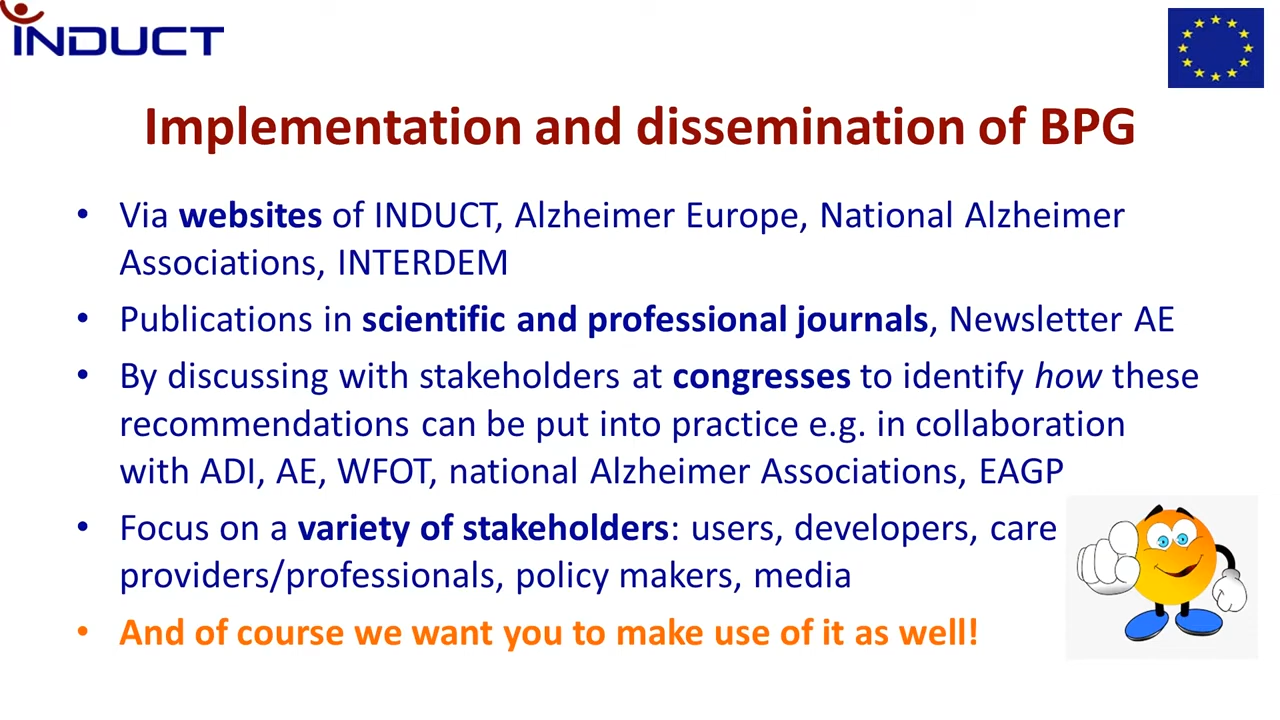 INDUCT
Implementation and dissemination of BPG
• Via websites of INDUCT, Alzheimer Europe, National Alzheimer
Associations, INTERDEM
• Publications in scientific and professional journals, Newsletter AE
• By discussing with stakeholders at congresses to identify how these
recommendations can be put into practice e.g. in collaboration
with ADI, AE, WFOT, national Alzheimer Associations, EAGP
• Focus on a variety of stakeholders: users, developers, care
providers/professionals, policy makers, media
• And of course we want you to make use of it as well!